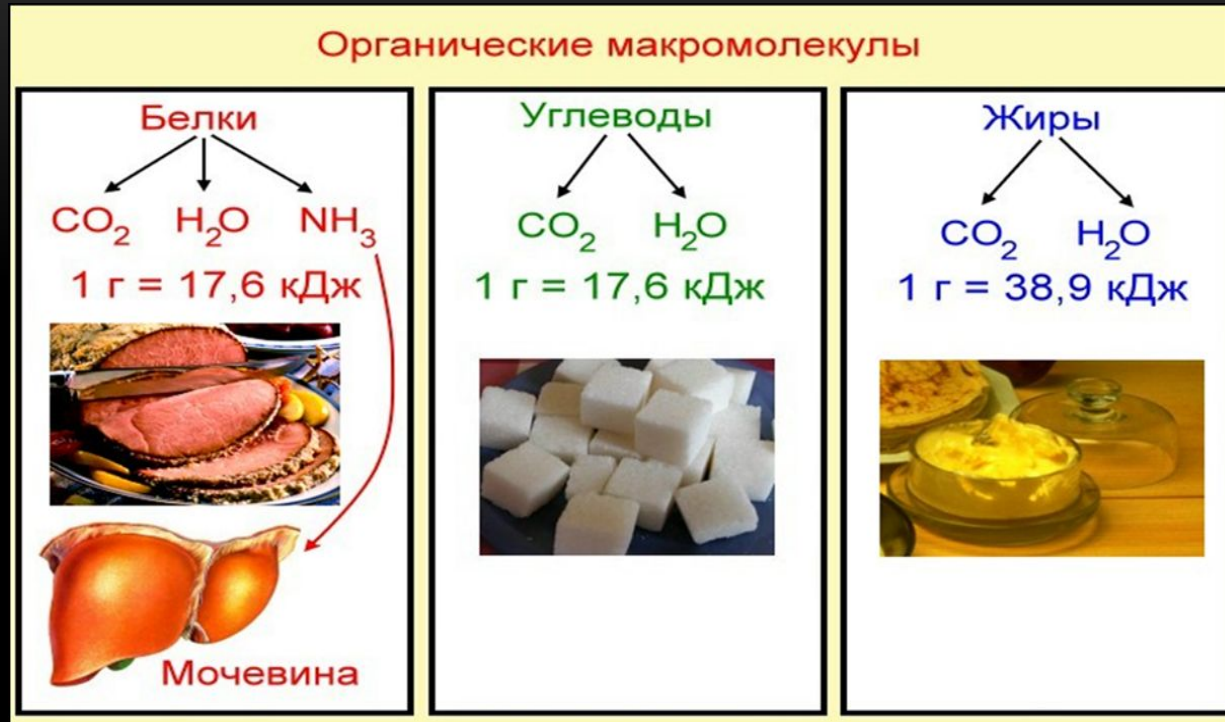 Органические макромолекулы
Белки
CO₂ H₂O NH₃
1 г = 17,6 кДж
Мочевина
Углеводы
CO₂ H₂O
1 г = 17,6 кДж
Жиры
CO₂ H₂O
1 г = 38,9 кДж